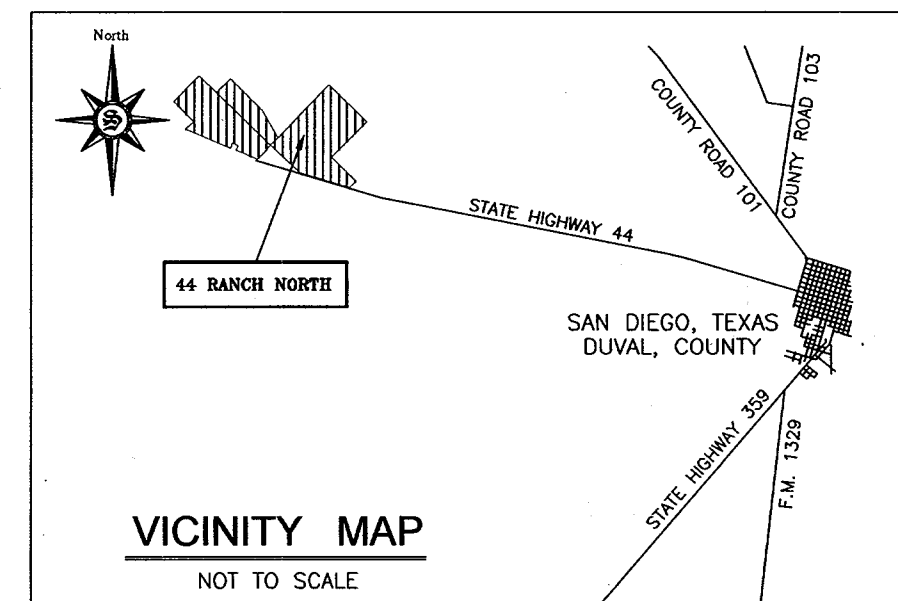 North
S
COUNTY ROAD 101
COUNTY ROAD 103
STATE HIGHWAY 44
44 RANCH NORTH
SAN DIEGO, TEXAS
DUVAL, COUNTY
STATE HIGHWAY 359
F.M. 1329
VICINITY MAP
NOT TO SCALE